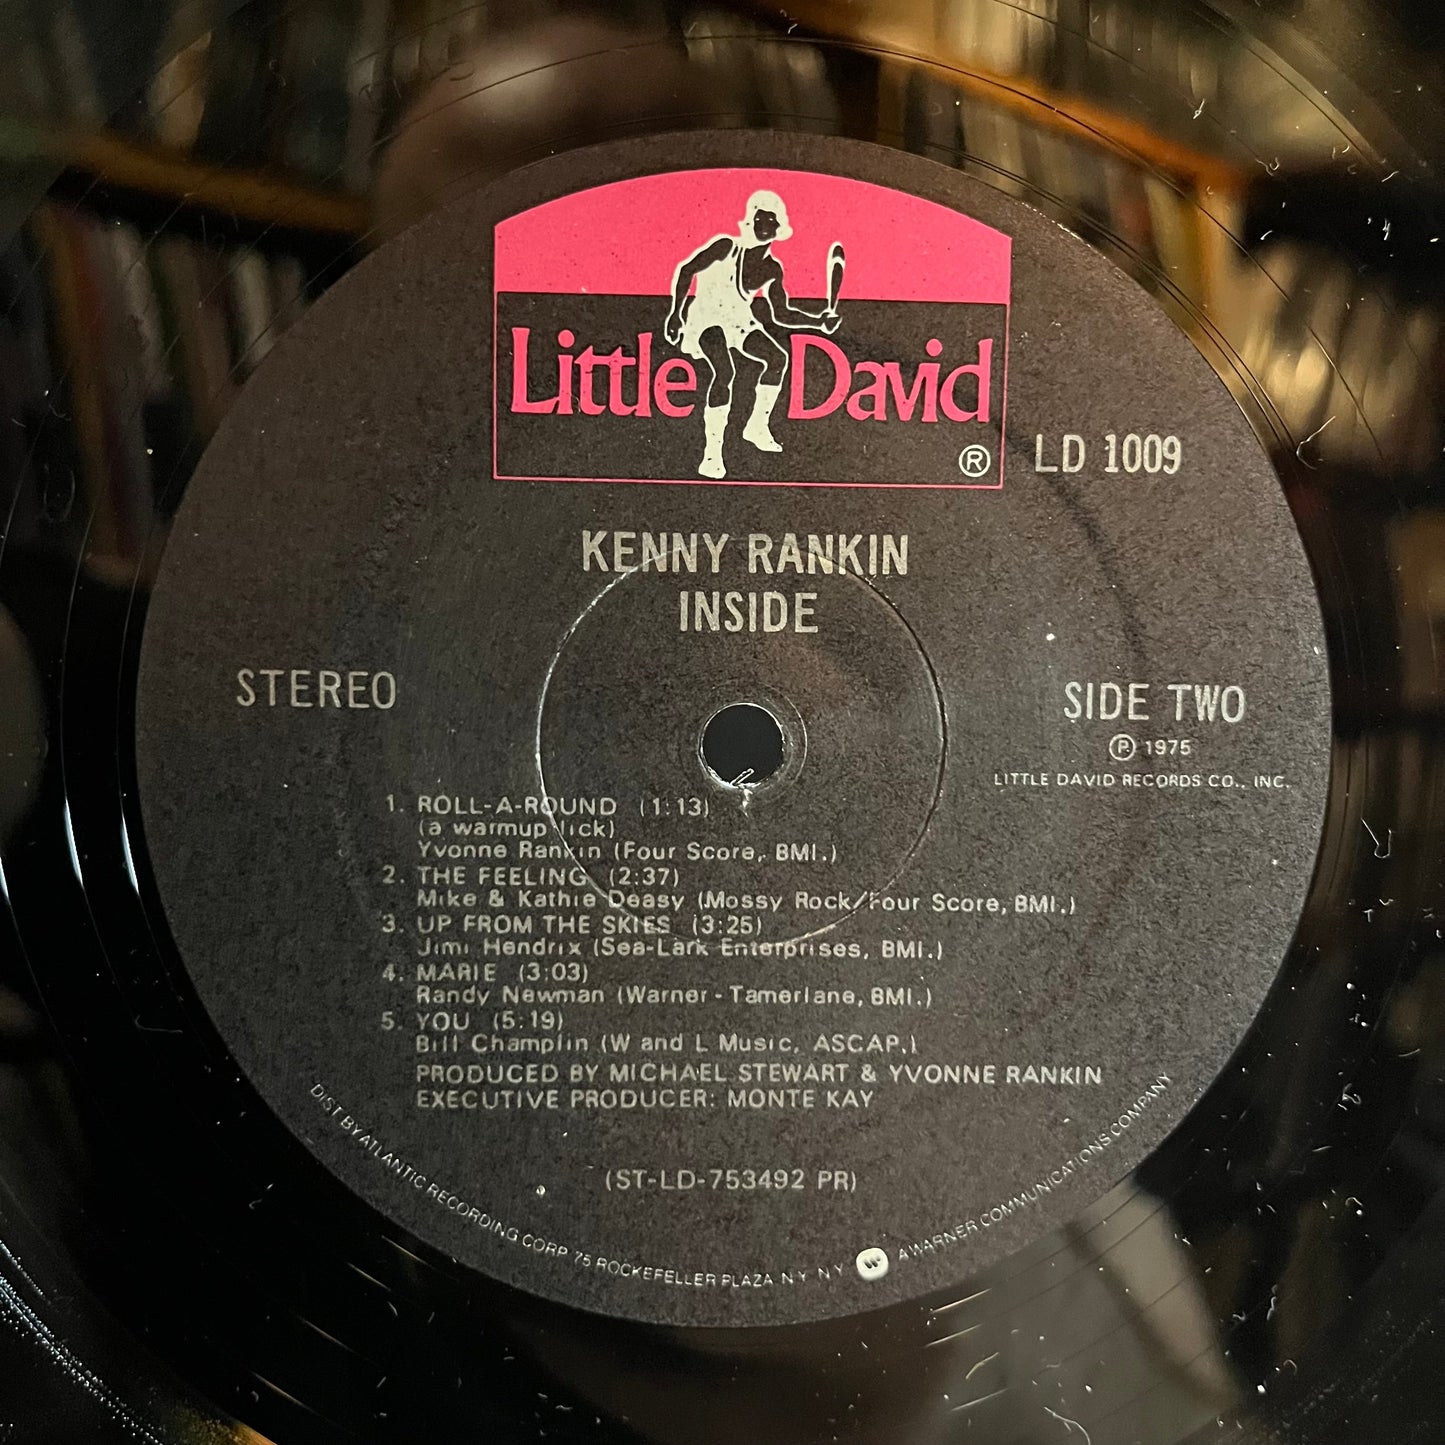 Little David
®
LD 1009
KENNY RANKIN
INSIDE
STEREO
SIDE TWO
Ⓟ 1975
LITTLE DAVID RECORDS CO., INC.
1. ROLL-A-ROUND (1:13)
(a warmup lick)
Yvonne Rankin (Four Score, BMI.)
2. THE FEELING (2:37)
Mike & Kathie Deasy (Mossy Rock/Four Score, BMI.)
3. UP FROM THE SKIES (3:25)
Jimi Hendrix (Sea-Lark Enterprises, BMI.)
4. MARIE (3:03)
Randy Newman (Warner-Tamerlane, BMI.)
5. YOU (5:19)
Bill Champlin (W and L Music, ASCAP.)
PRODUCED BY MICHAEL STEWART & YVONNE RANKIN
EXECUTIVE PRODUCER: MONTE KAY
(ST-LD-753492 PR)
DIST BY ATLANTIC RECORDING CORP 75 ROCKEFELLER PLAZA N Y N Y A WARNER COMMUNICATIONS COMPANY